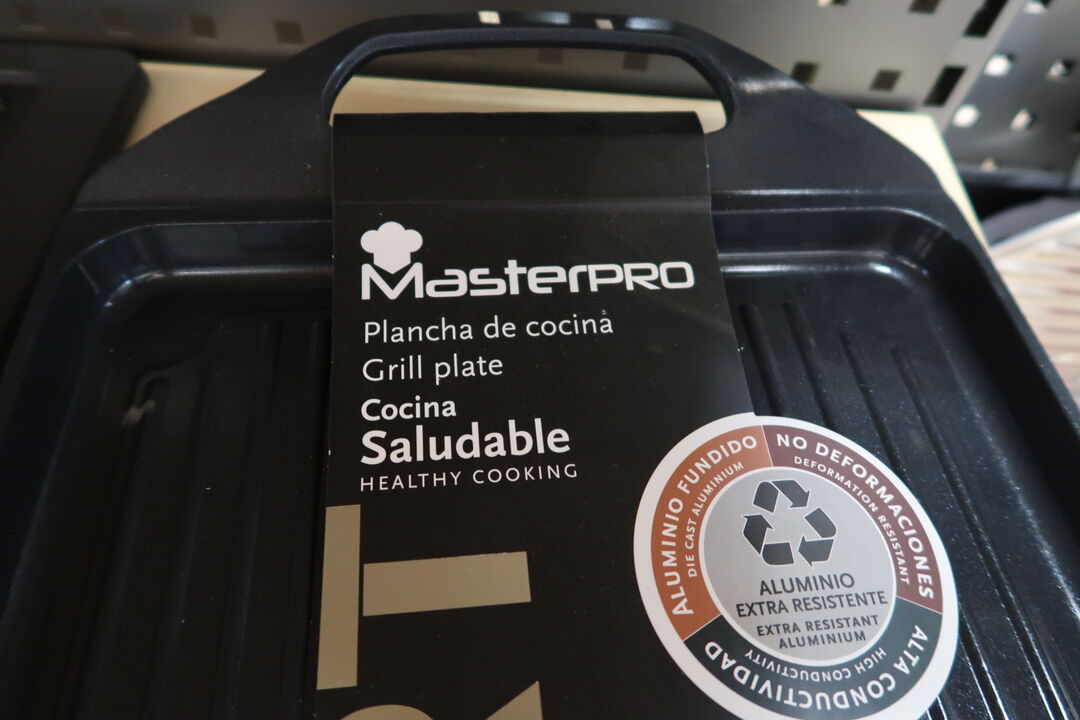 MasterPRO
Plancha de cocina
Grill plate
Cocina
Saludable
HEALTHY COOKING
ALUMINIO FUNDIDO
DIE CAST ALUMINIUM
NO DEFORMACIONES
DEFORMATION RESISTANT
ALUMINIO
EXTRA RESISTENTE
EXTRA RESISTANT
ALUMINIUM
HIGH CONDUCTIVITY
ALTA CONDUCTIVIDAD